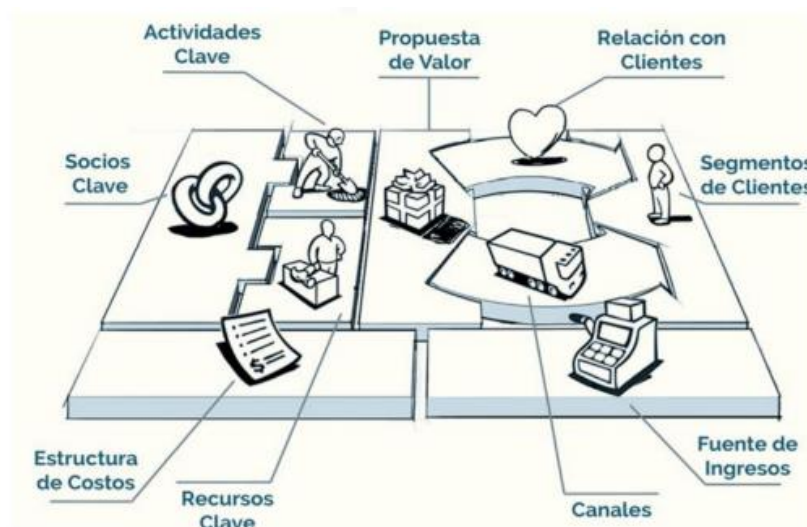 Actividades
Clave
Propuesta
de Valor
Relación con
Clientes
Socios
Clave
Segmentos
de Clientes
Estructura
de Costos
Recursos
Clave
Canales
Fuente de
Ingresos